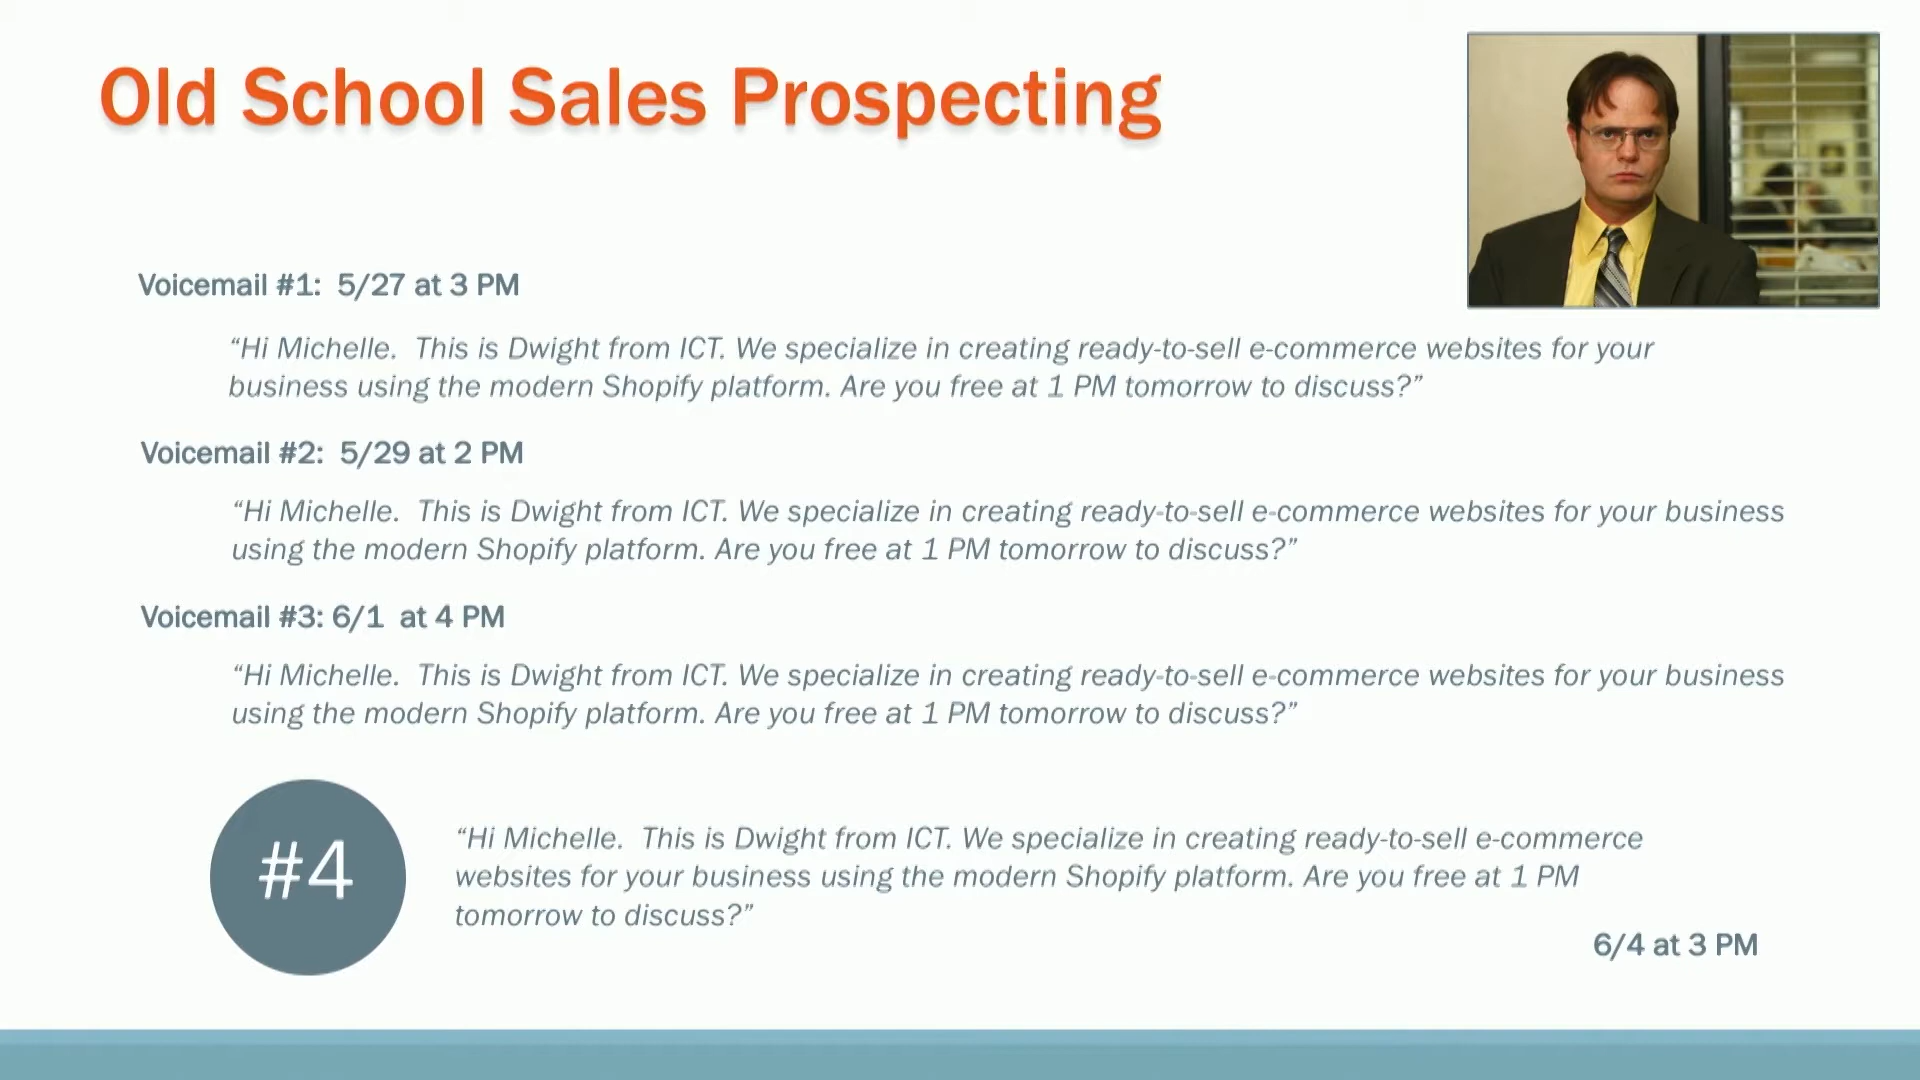 Old School Sales Prospecting
Voicemail #1:  5/27 at 3 PM
“Hi Michelle.  This is Dwight from ICT. We specialize in creating ready-to-sell e-commerce websites for your
business using the modern Shopify platform. Are you free at 1 PM tomorrow to discuss?”
Voicemail #2:  5/29 at 2 PM
“Hi Michelle.  This is Dwight from ICT. We specialize in creating ready-to-sell e-commerce websites for your business
using the modern Shopify platform. Are you free at 1 PM tomorrow to discuss?”
Voicemail #3: 6/1  at 4 PM
“Hi Michelle.  This is Dwight from ICT. We specialize in creating ready-to-sell e-commerce websites for your business
using the modern Shopify platform. Are you free at 1 PM tomorrow to discuss?”
#4
“Hi Michelle.  This is Dwight from ICT. We specialize in creating ready-to-sell e-commerce
websites for your business using the modern Shopify platform. Are you free at 1 PM
tomorrow to discuss?”
6/4 at 3 PM